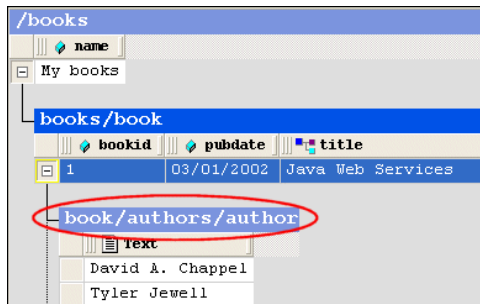 /books
name
My books
books/book
bookid pubdate title
1 03/01/2002 Java Web Services
book/authors/author
Text
David A. Chappel
Tyler Jewell